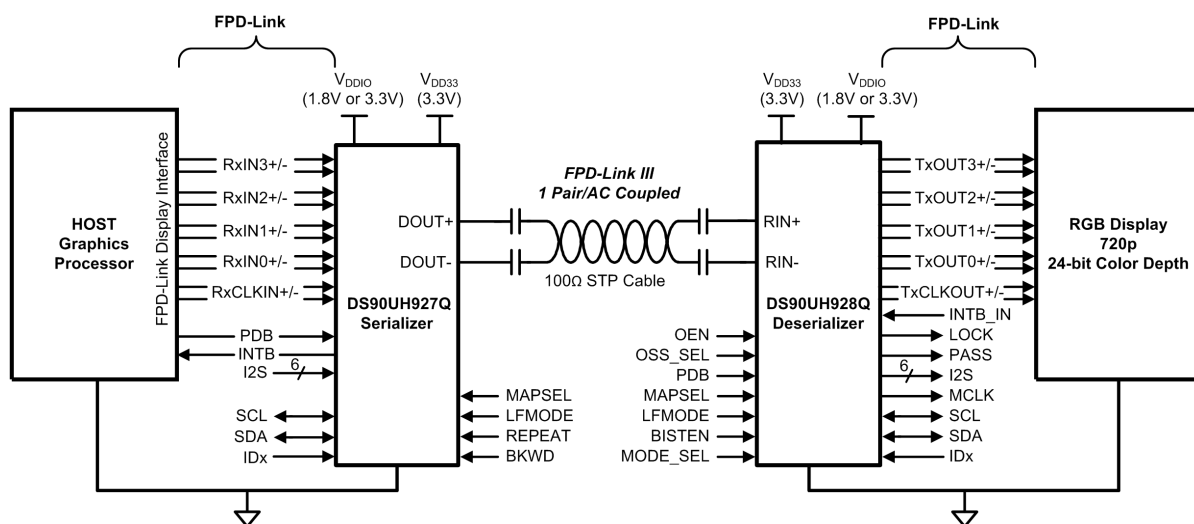 FPD-Link
FPD-Link
VDDIO
(1.8V or 3.3V)
VDD33
(3.3V)
VDD33
(3.3V)
VDDIO
(1.8V or 3.3V)
HOST
Graphics
Processor
FPD-Link Display Interface
RxIN3+/-
RxIN2+/-
RxIN1+/-
RxIN0+/-
RxCLKIN+/-
PDB
INTB
I2S
6
SCL
SDA
IDx
DOUT+
DOUT-
DS90UH927Q
Serializer
MAPSEL
LFMODE
REPEAT
BKWD
FPD-Link III
1 Pair/AC Coupled
100Ω STP Cable
RIN+
RIN-
DS90UH928Q
Deserializer
OEN
OSS_SEL
PDB
MAPSEL
LFMODE
BISTEN
MODE_SEL
TxOUT3+/-
TxOUT2+/-
TxOUT1+/-
TxOUT0+/-
TxCLKOUT+/-
INTB_IN
LOCK
PASS
6
I2S
MCLK
SCL
SDA
IDx
RGB Display
720p
24-bit Color Depth